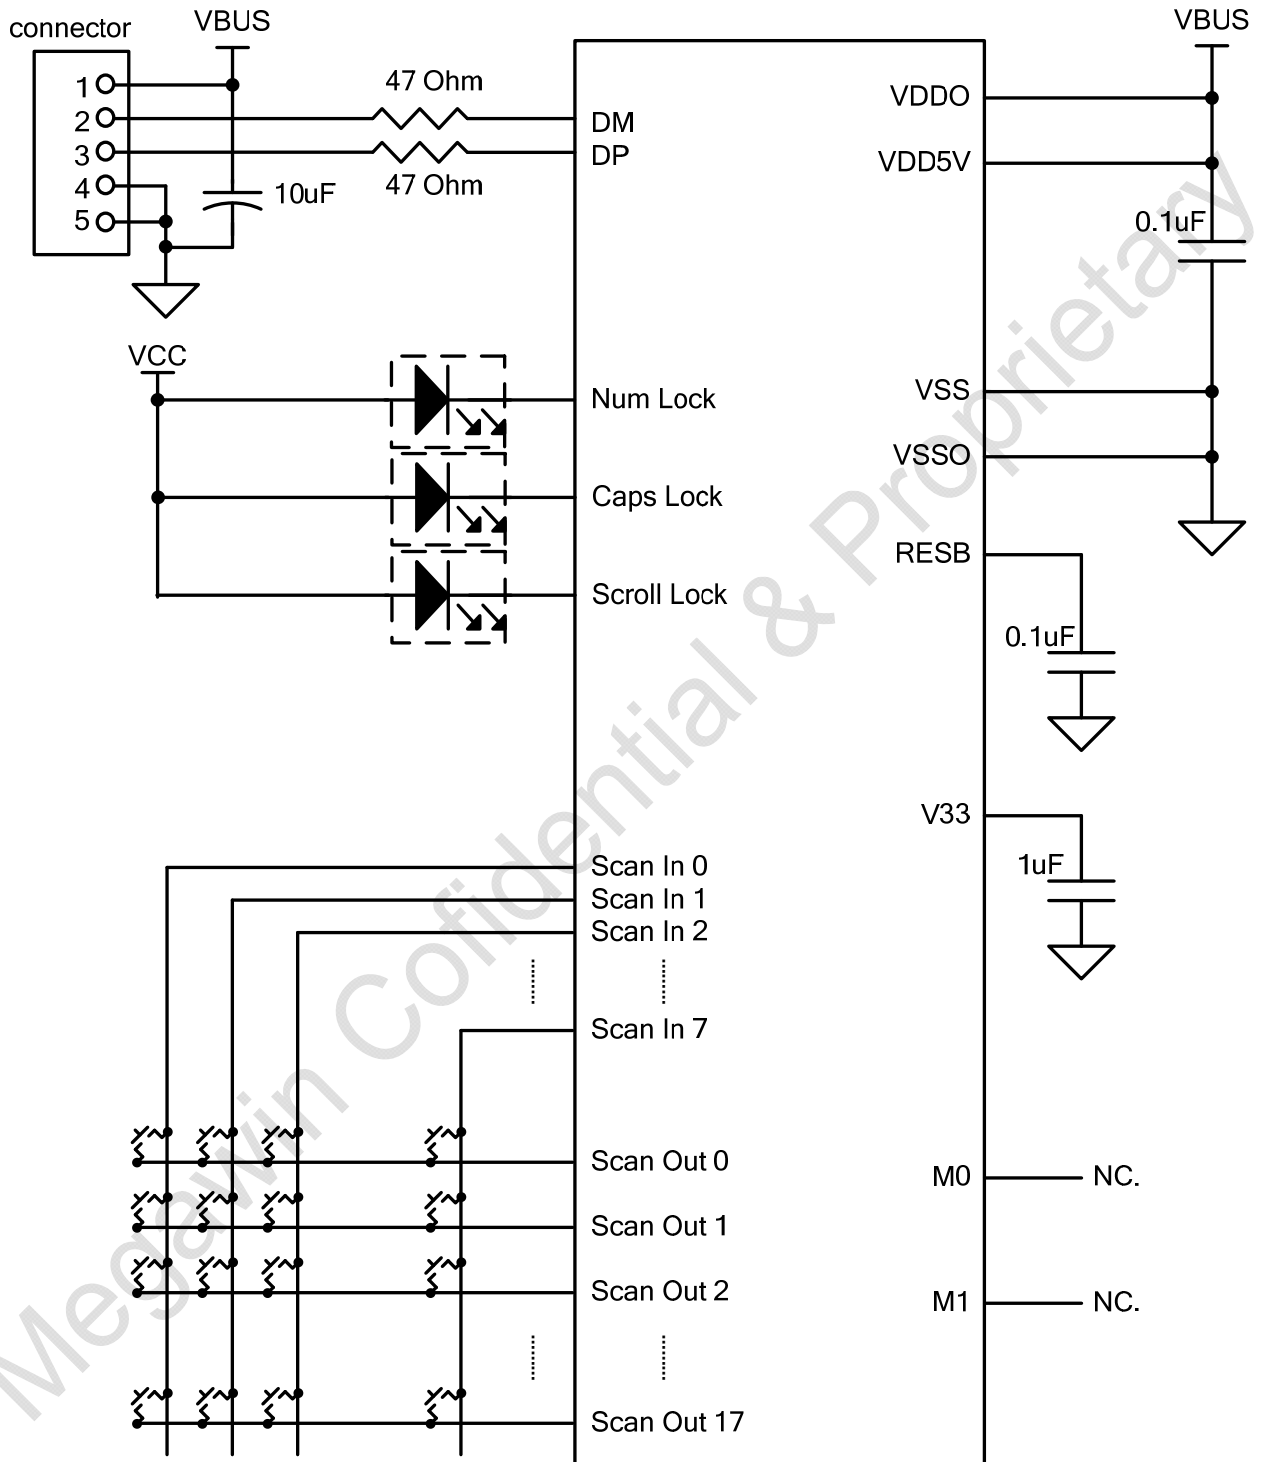 connector
VBUS
VBUS
1
2
3
4
5
47 Ohm
47 Ohm
10uF
DM
DP
VDDO
VDD5V
0.1uF
VCC
Num Lock
Caps Lock
Scroll Lock
VSS
VSSO
RESB
0.1uF
V33
1uF
Scan In 0
Scan In 1
Scan In 2
Scan In 7
Scan Out 0
Scan Out 1
Scan Out 2
Scan Out 17
M0
NC.
M1
NC.
Megawin Cofidential & Proprietary